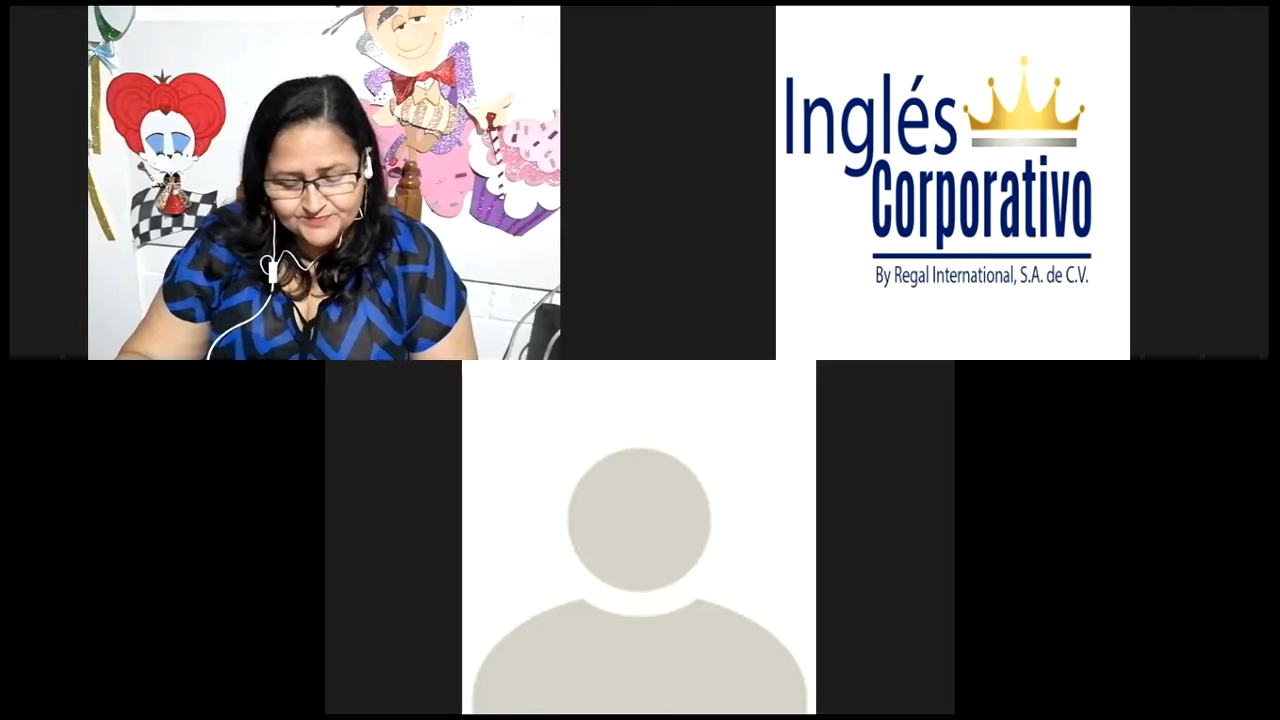 Inglés
Corporativo
By Regal International, S.A. de C.V.